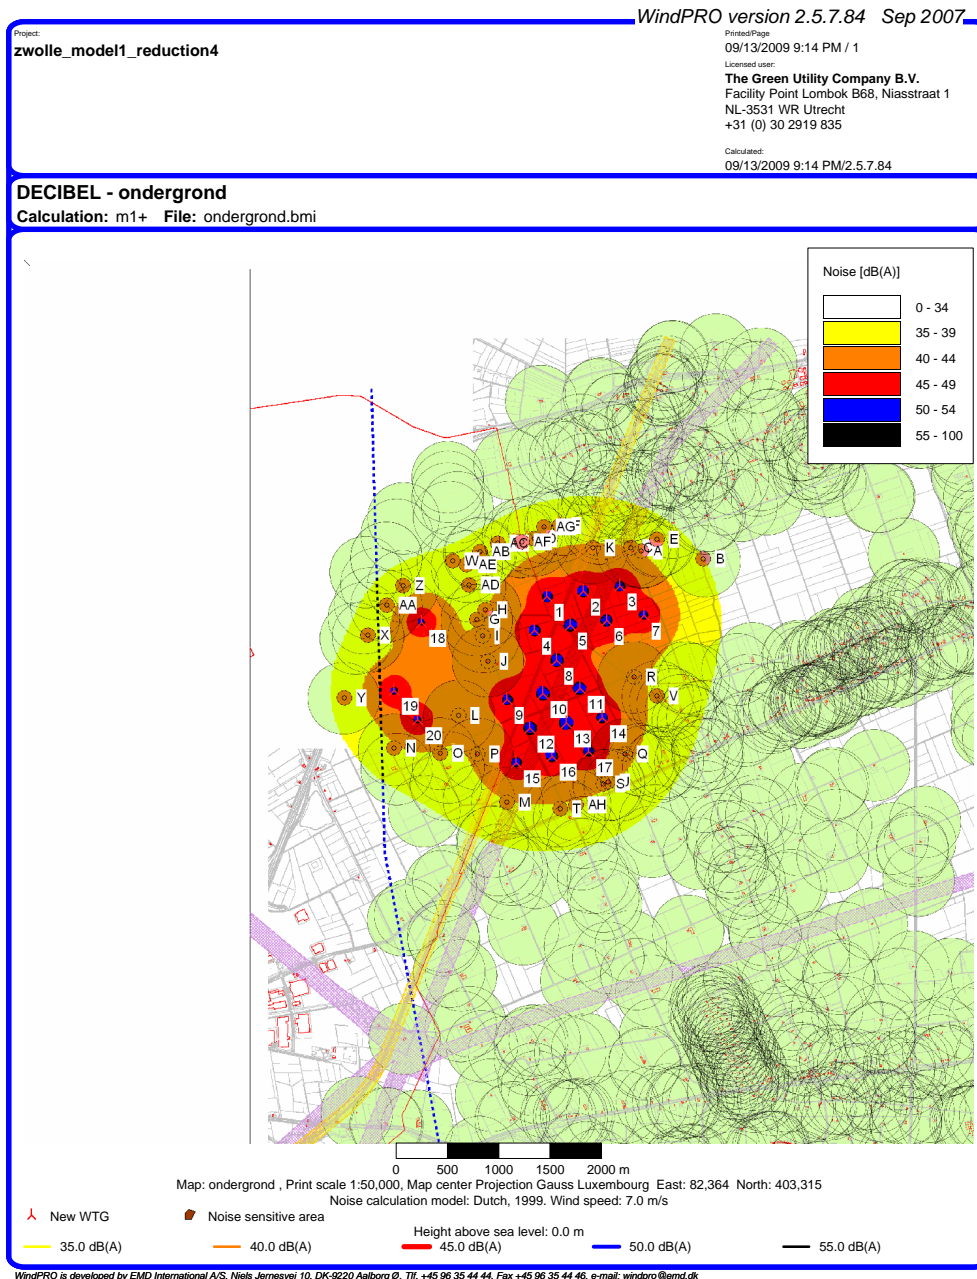 WindPRO version 2.5.7.84 Sep 2007
Project:
zwolle_model1_reduction4
Printed/Page
09/13/2009 9:14 PM / 1
Licensed user:
The Green Utility Company B.V.
Facility Point Lombok B68, Niasstraat 1
NL-3531 WR Utrecht
+31 (0) 30 2919 835
Calculated:
09/13/2009 9:14 PM/2.5.7.84
DECIBEL - ondergrond
Calculation: m1+ File: ondergrond.bmi
Noise [dB(A)]
0 - 34
35 - 39
40 - 44
45 - 49
50 - 54
55 - 100
AG
AC
AF
K
A
E
B
W
AB
AE
Z
AD
AA
H
G
X
I
J
18
1
2
3
4
5
6
7
8
R
V
Y
19
20
L
9
10
11
N
O
P
12
13
14
Q
15
16
17
S
M
T
AH
0 500 1000 1500 2000 m
Map: ondergrond , Print scale 1:50,000, Map center Projection Gauss Luxembourg East: 82,364 North: 403,315
Noise calculation model: Dutch, 1999. Wind speed: 7.0 m/s
New WTG
Noise sensitive area
Height above sea level: 0.0 m
35.0 dB(A)
40.0 dB(A)
45.0 dB(A)
50.0 dB(A)
55.0 dB(A)
WindPRO is developed by EMD International A/S, Niels Jernesvej 10, DK-9220 Aalborg Ø, Tlf. +45 96 35 44 44, Fax +45 96 35 44 46, e-mail: windpro@emd.dk